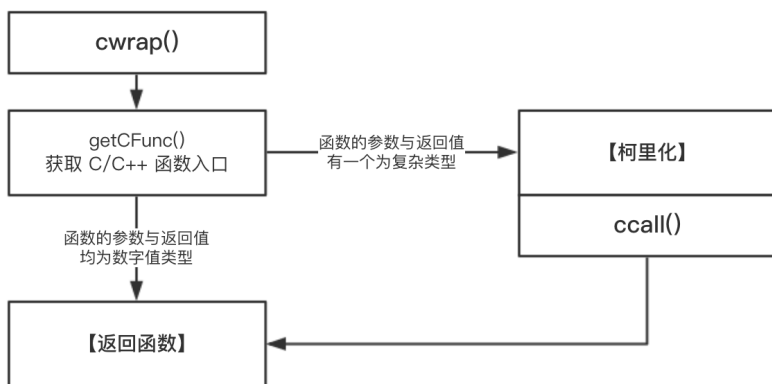 cwrap()
getCFunc()
获取 C/C++ 函数入口
函数的参数与返回值
有一个为复杂类型
【柯里化】
ccall()
函数的参数与返回值
均为数字值类型
【返回函数】